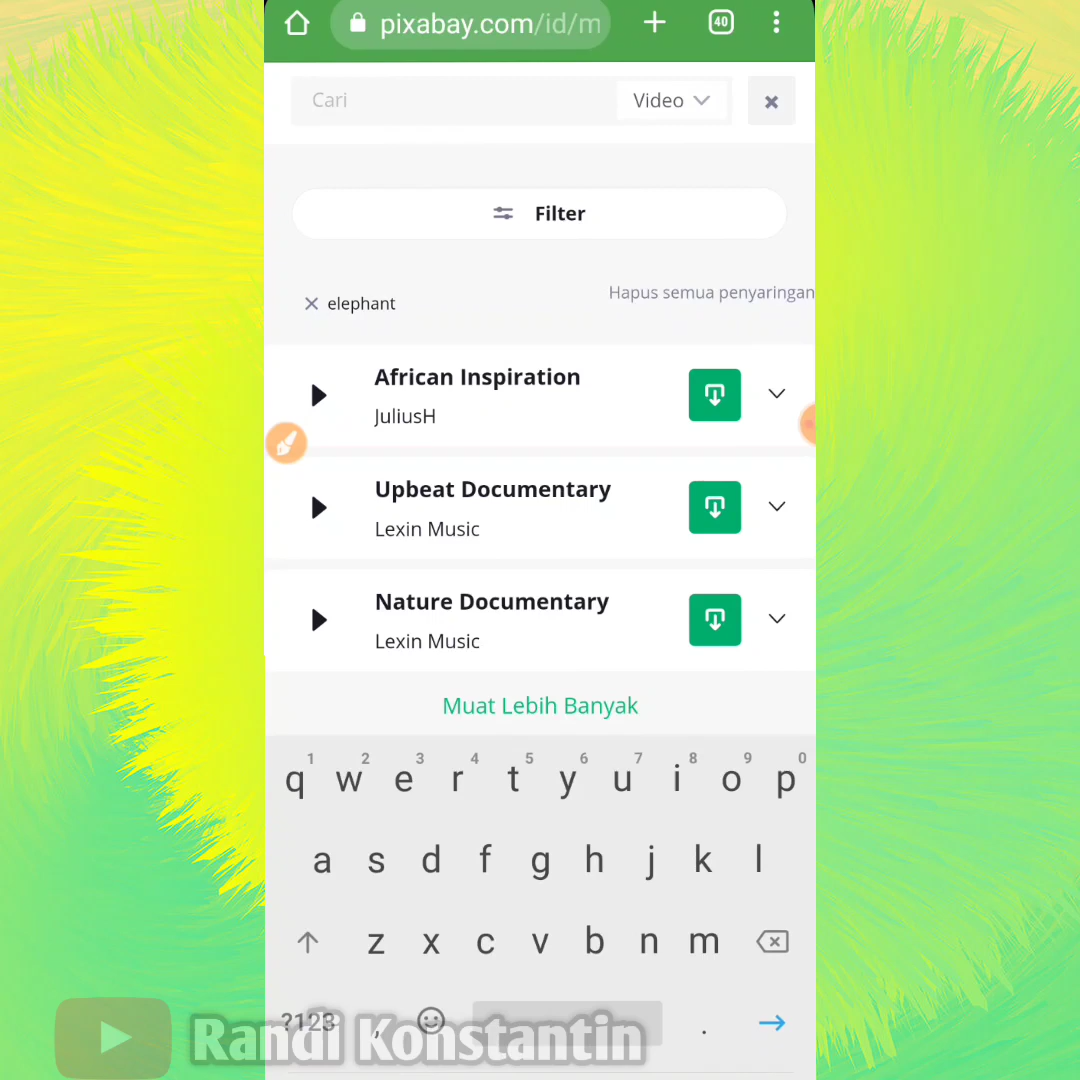 pixabay.com/id/m
40
Cari
Video
Filter
elephant
Hapus semua penyaringan
African Inspiration
JuliusH
Upbeat Documentary
Lexin Music
Nature Documentary
Lexin Music
Muat Lebih Banyak
1 2 3 4 5 6 7 8 9 0
q w e r t y u i o p
a s d f g h j k l
z x c v b n m
?123 , .
Randi Konstantin